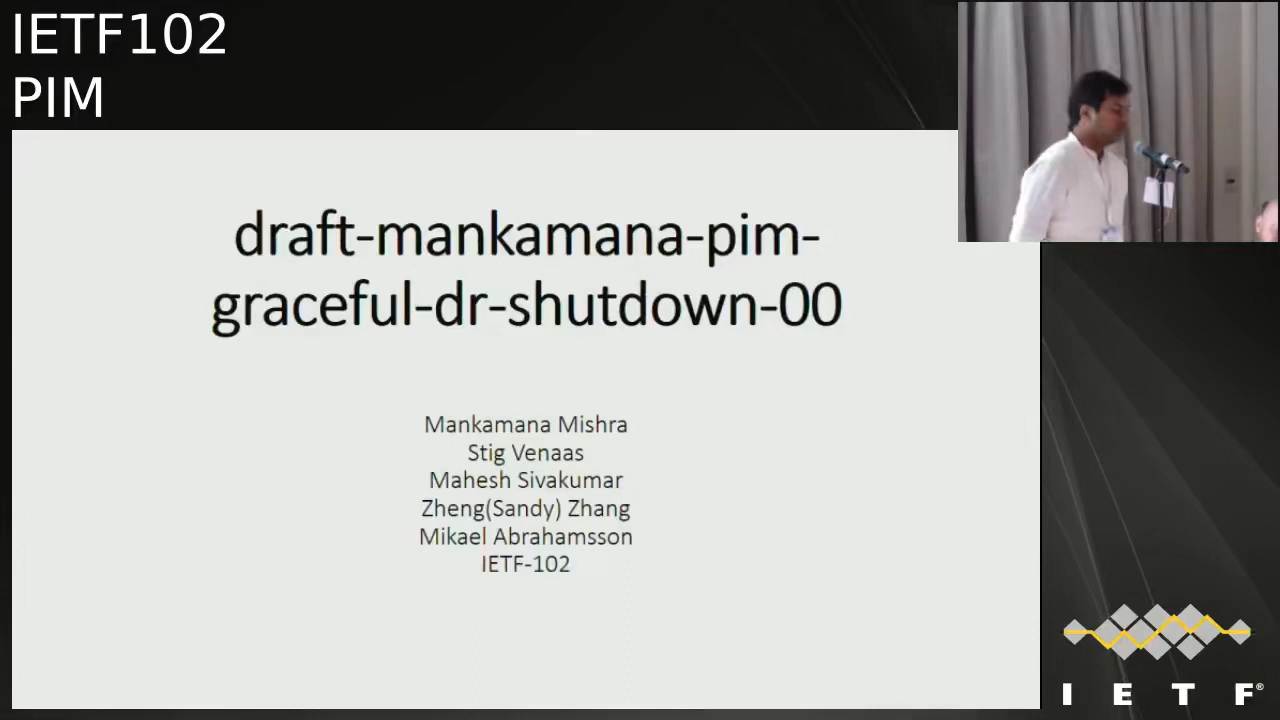 IETF102
PIM
draft-mankamana-pim-
graceful-dr-shutdown-00
Mankamana Mishra
Stig Venaas
Mahesh Sivakumar
Zheng(Sandy) Zhang
Mikael Abrahamsson
IETF-102
I E T F®